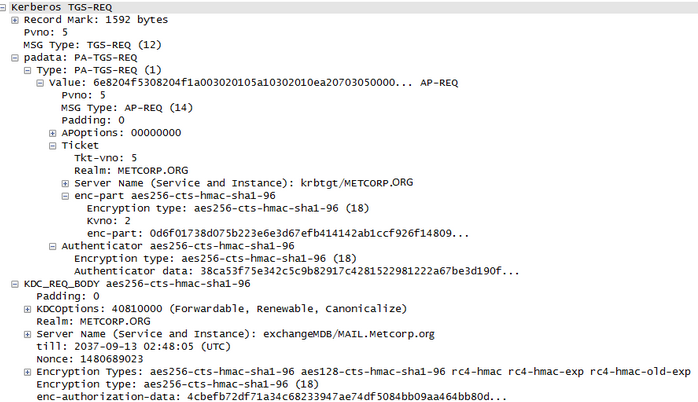 Kerberos TGS-REQ
Record Mark: 1592 bytes
Pvno: 5
MSG Type: TGS-REQ (12)
padata: PA-TGS-REQ
Type: PA-TGS-REQ (1)
Value: 6e8204f5308204f1a003020105a10302010ea20703050000... AP-REQ
Pvno: 5
MSG Type: AP-REQ (14)
Padding: 0
APOptions: 00000000
Ticket
Tkt-vno: 5
Realm: METCORP.ORG
Server Name (Service and Instance): krbtgt/METCORP.ORG
enc-part aes256-cts-hmac-sha1-96
Encryption type: aes256-cts-hmac-sha1-96 (18)
Kvno: 2
enc-part: 0d6f01738d075b223e6e3d67efb414142ab1ccf926f14809...
Authenticator aes256-cts-hmac-sha1-96
Encryption type: aes256-cts-hmac-sha1-96 (18)
Authenticator data: 38ca53f75e342c5c9b82917c4281522981222a67be3d190f...
KDC_REQ_BODY aes256-cts-hmac-sha1-96
Padding: 0
KDCOptions: 40810000 (Forwardable, Renewable, Canonicalize)
Realm: METCORP.ORG
Server Name (Service and Instance): exchangeMDB/MAIL.Metcorp.org
till: 2037-09-13 02:48:05 (UTC)
Nonce: 1480689023
Encryption Types: aes256-cts-hmac-sha1-96 aes128-cts-hmac-sha1-96 rc4-hmac rc4-hmac-exp rc4-hmac-old-exp
Encryption type: aes256-cts-hmac-sha1-96 (18)
enc-authorization-data: 4cbefb72df71a34c68233947ae74df5084bb09aa464bb80d...